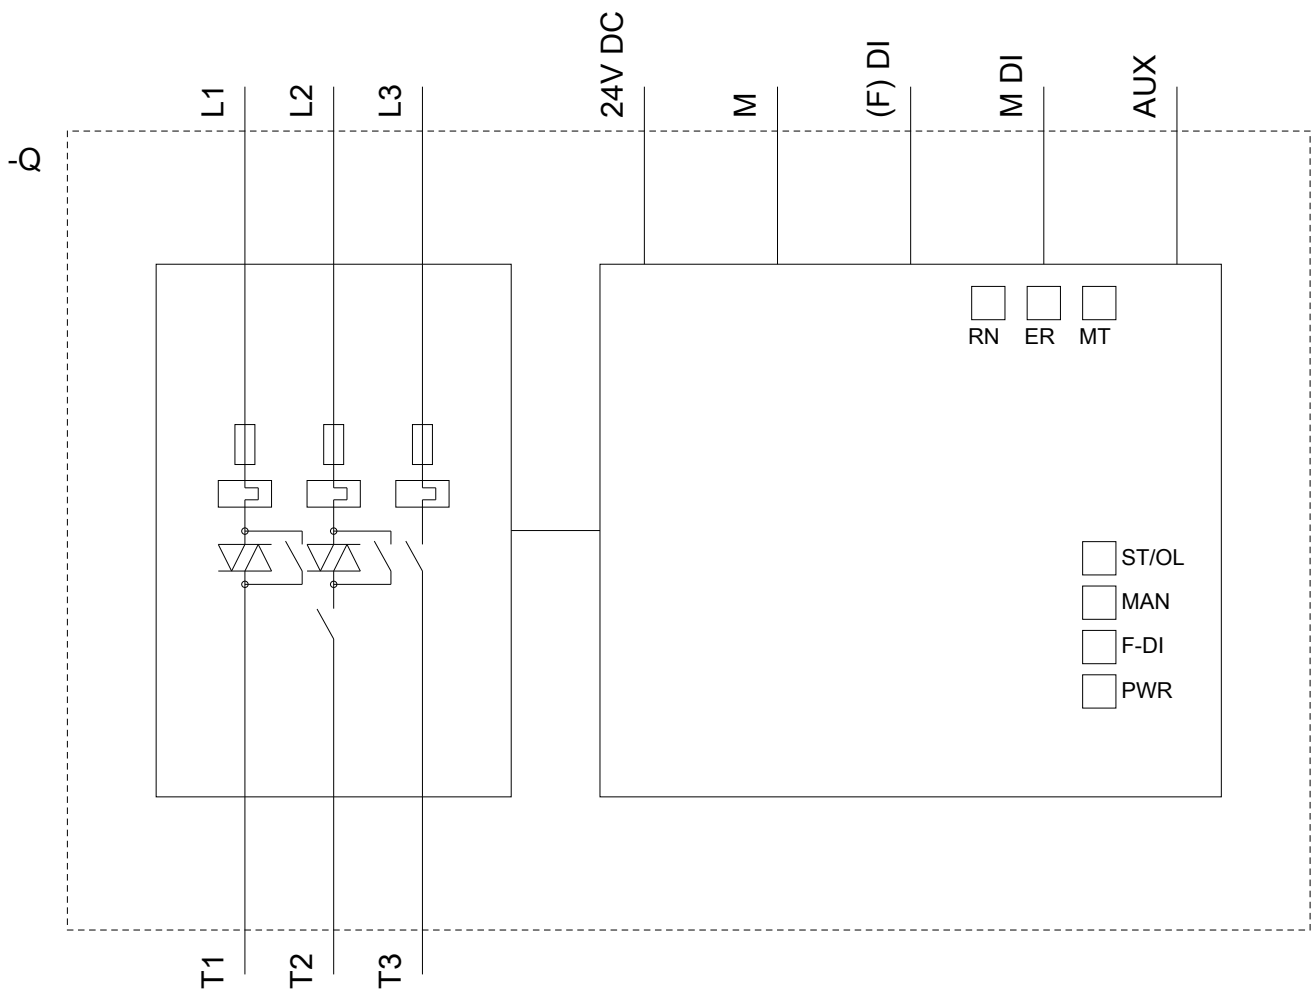 L1
L2
L3
24V DC
M
(F) DI
M DI
AUX
-Q
RN ER MT
ST/OL
MAN
F-DI
PWR
T1
T2
T3